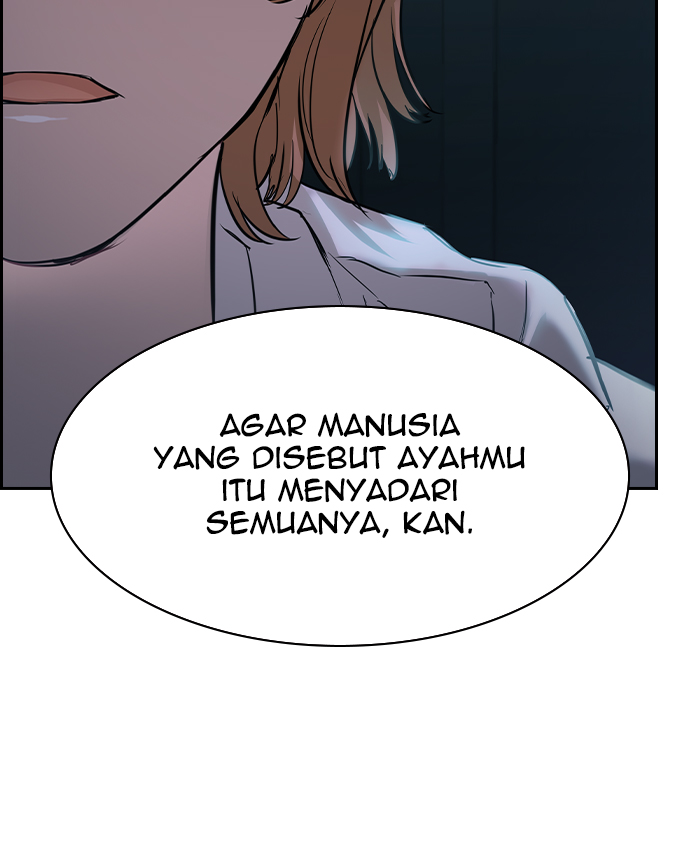 AGAR MANUSIA
YANG DISEBUT AYAHMU
ITU MENYADARI
SEMUANYA, KAN.